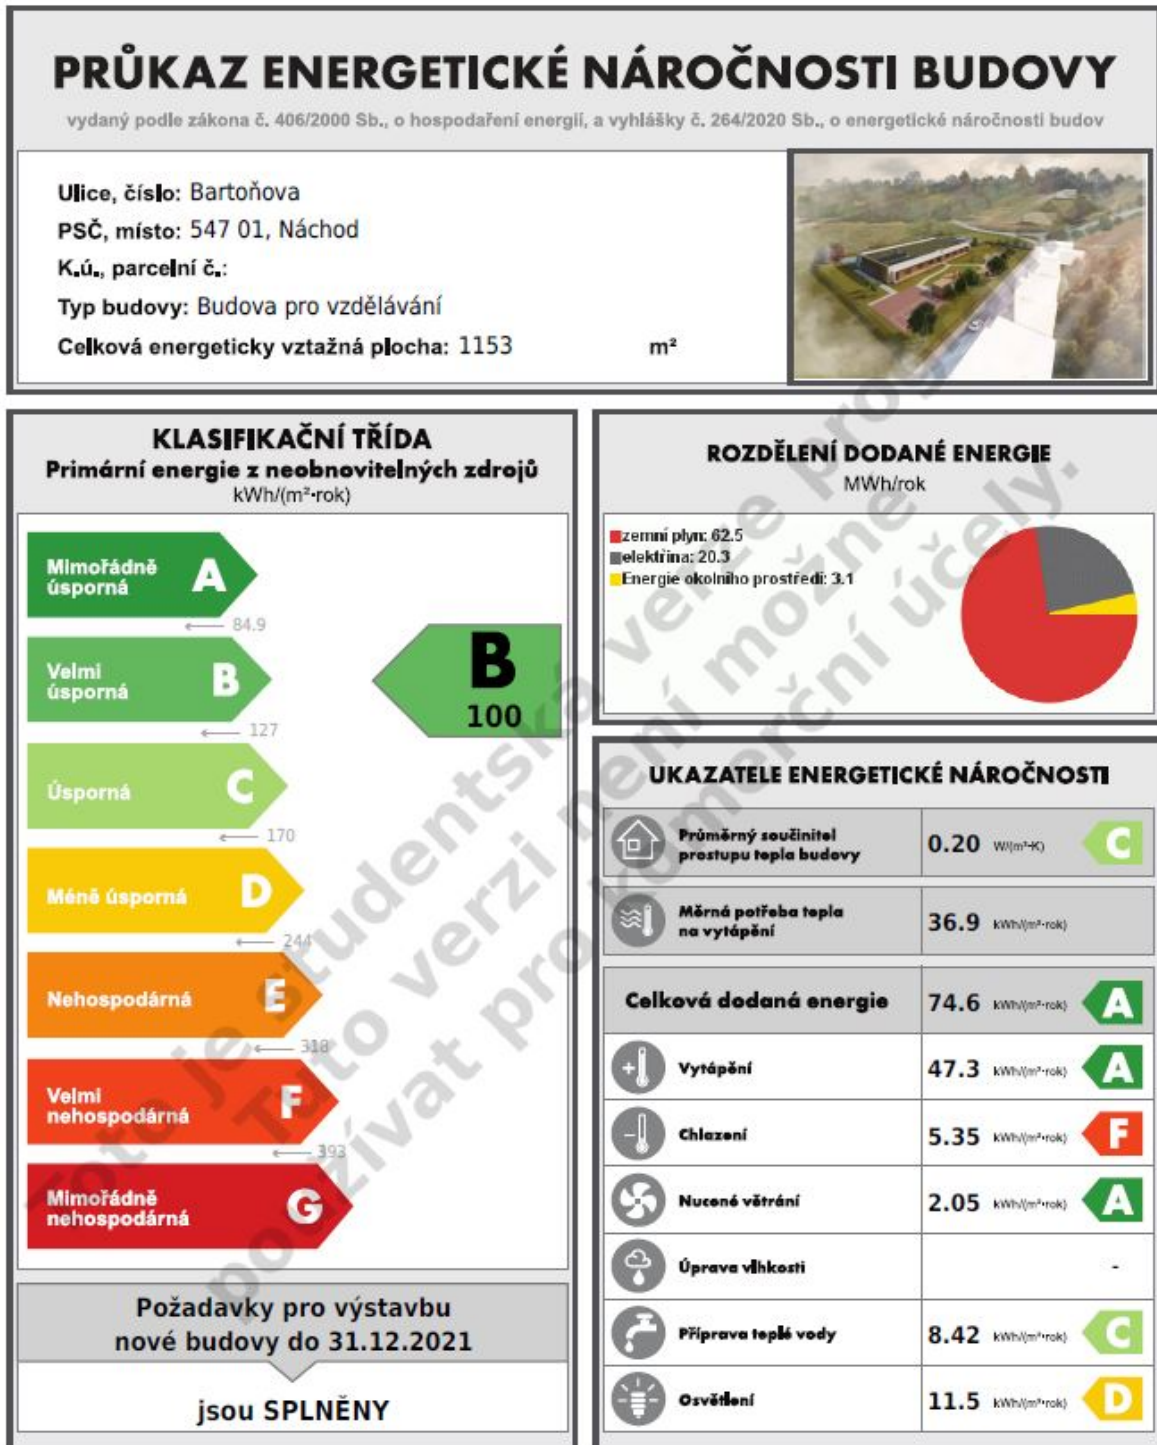 PRŮKAZ ENERGETICKÉ NÁROČNOSTI BUDOVY
vydaný podle zákona č. 406/2000 Sb., o hospodaření energií, a vyhlášky č. 264/2020 Sb., o energetické náročnosti budov
Ulice, číslo: Bartoňova
PSČ, místo: 547 01, Náchod
K.ú., parcelní č.:
Typ budovy: Budova pro vzdělávání
Celková energeticky vztažná plocha: 1153 m²
KLASIFIKAČNÍ TŘÍDA
Primární energie z neobnovitelných zdrojů
kWh/(m²·rok)
Mimořádně
úsporná
A
84.9
Velmi
úsporná
B
127
Úsporná
C
170
Méně úsporná
D
244
Nehospodárná
E
318
Velmi
nehospodárná
F
393
Mimořádně
nehospodárná
G
B
100
Požadavky pro výstavbu
nové budovy do 31.12.2021
jsou SPLNĚNY
ROZDĚLENÍ DODANÉ ENERGIE
MWh/rok
zemní plyn: 62.5
elektřina: 20.3
Energie okolního prostředí: 3.1
UKAZATELE ENERGETICKÉ NÁROČNOSTI
Průměrný součinitel
prostupu tepla budovy
0.20 W/(m²·K) C
Měrná potřeba tepla
na vytápění
36.9 kWh/(m²·rok)
Celková dodaná energie 74.6 kWh/(m²·rok) A
Vytápění 47.3 kWh/(m²·rok) A
Chlazení 5.35 kWh/(m²·rok) F
Nucené větrání 2.05 kWh/(m²·rok) A
Úprava vlhkosti -
Příprava teplé vody 8.42 kWh/(m²·rok) C
Osvětlení 11.5 kWh/(m²·rok) D
Toto je studentská verze
Tuto verzi není možné
používat pro komerční účely.